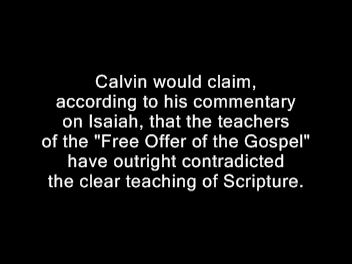 Calvin would claim,
according to his commentary
on Isaiah, that the teachers
of the "Free Offer of the Gospel"
have outright contradicted
the clear teaching of Scripture.